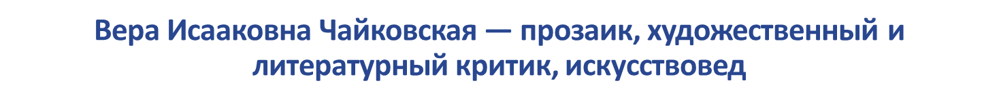 Вера Исааковна Чайковская — прозаик, художественный и
литературный критик, искусствовед